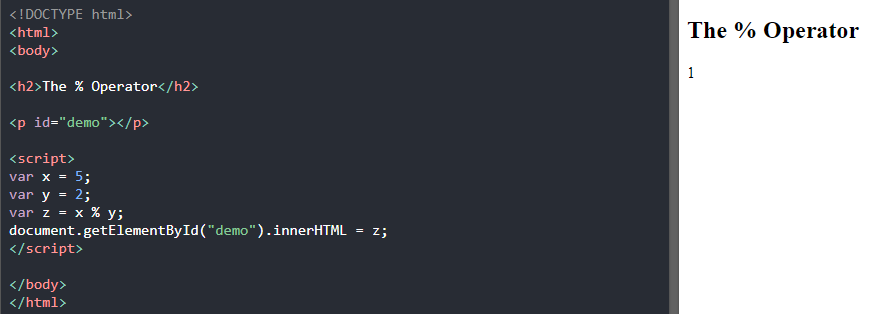 <!DOCTYPE html>
<html>
<body>
<h2>The % Operator</h2>
<p id="demo"></p>
<script>
var x = 5;
var y = 2;
var z = x % y;
document.getElementById("demo").innerHTML = z;
</script>
</body>
</html>
The % Operator
1